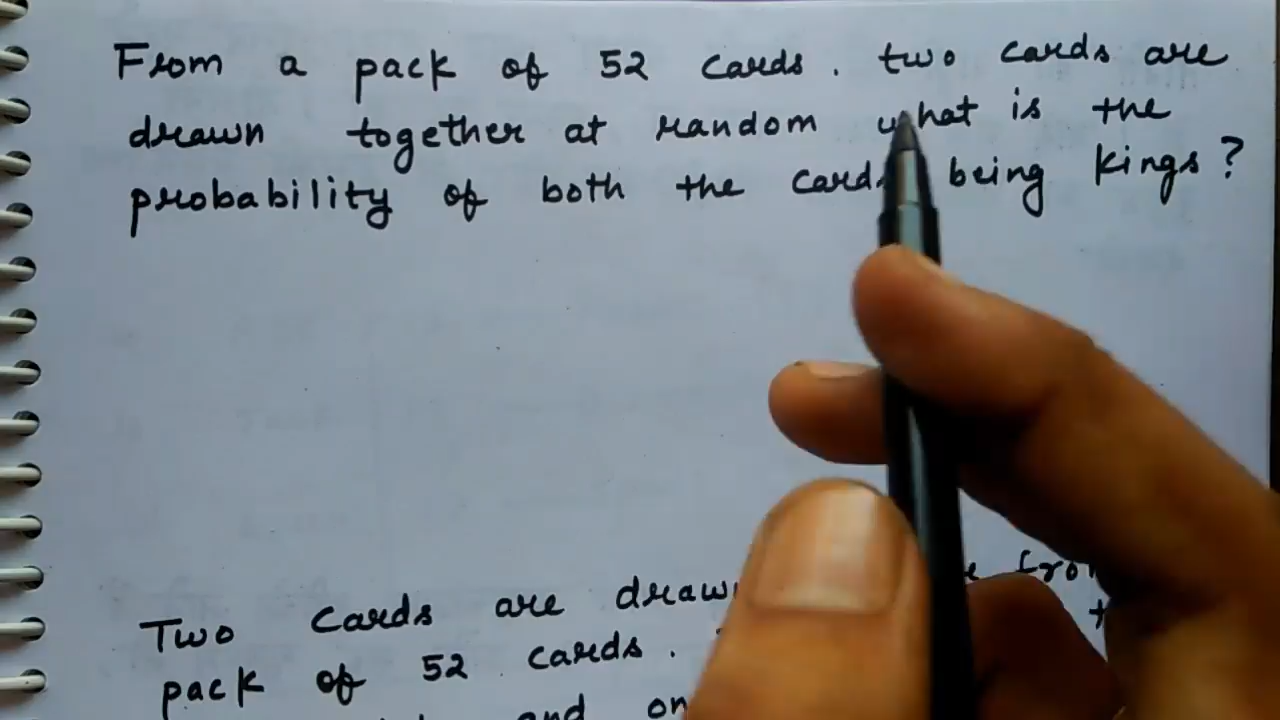 From a pack of 52 cards. two cards are
drawn together at random what is the
probability of both the cards being kings?
Two cards are
pack of 52 cards.
and